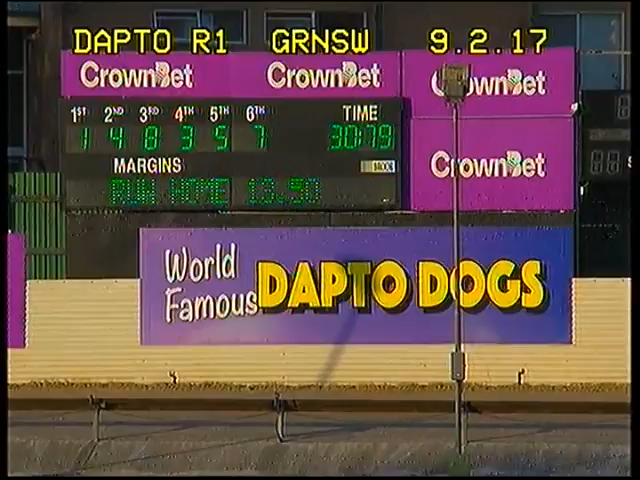 DAPTO R1 GRNSW 9.2.17
CrownBet CrownBet CrownBet
1ST 2ND 3RD 4TH 5TH 6TH TIME
1 4 8 3 5 7 30:79
MARGINS
RUN HOME 13.50
CrownBet
World Famous DAPTO DOGS